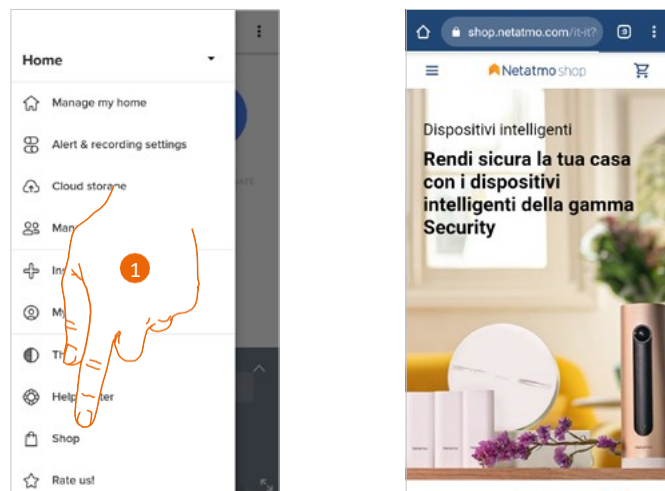 Home
Manage my home
Alert & recording settings
Cloud storage
1
Help
Shop
Rate us!
shop.netatmo.com/it-it?
Netatmo shop
Dispositivi intelligenti
Rendi sicura la tua casa
con i dispositivi
intelligenti della gamma
Security